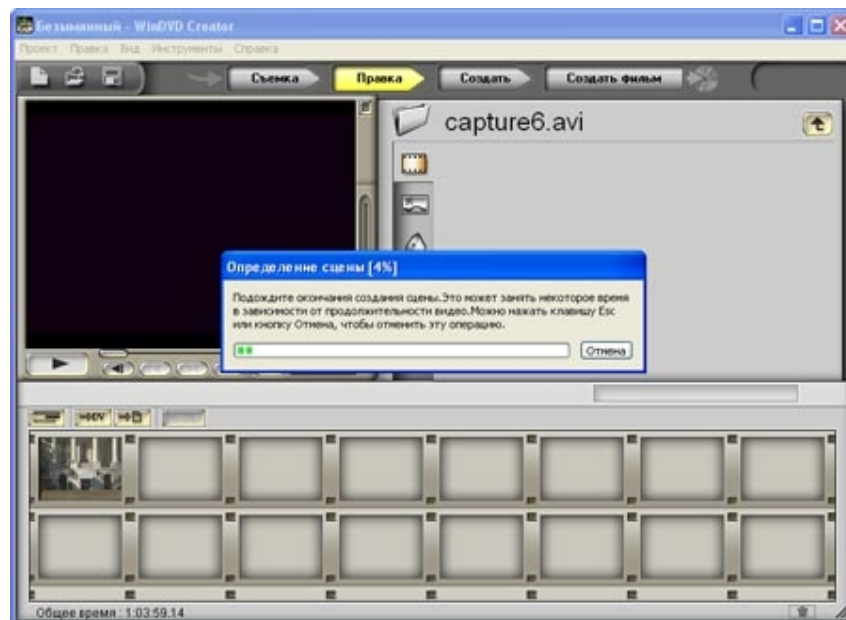 Безымянный - WinDVD Creator
Проект Правка Вид Инструменты Справка
Съемка Правка Создать Создать фильм
capture6.avi
Определение сцены [4%]
Подождите окончания создания сцены.Это может занять некоторое время
в зависимости от продолжительности видео.Можно нажать клавишу Esc
или кнопку Отмена, чтобы отменить эту операцию.
Отмена
DV
Общее время : 1:03:59.14